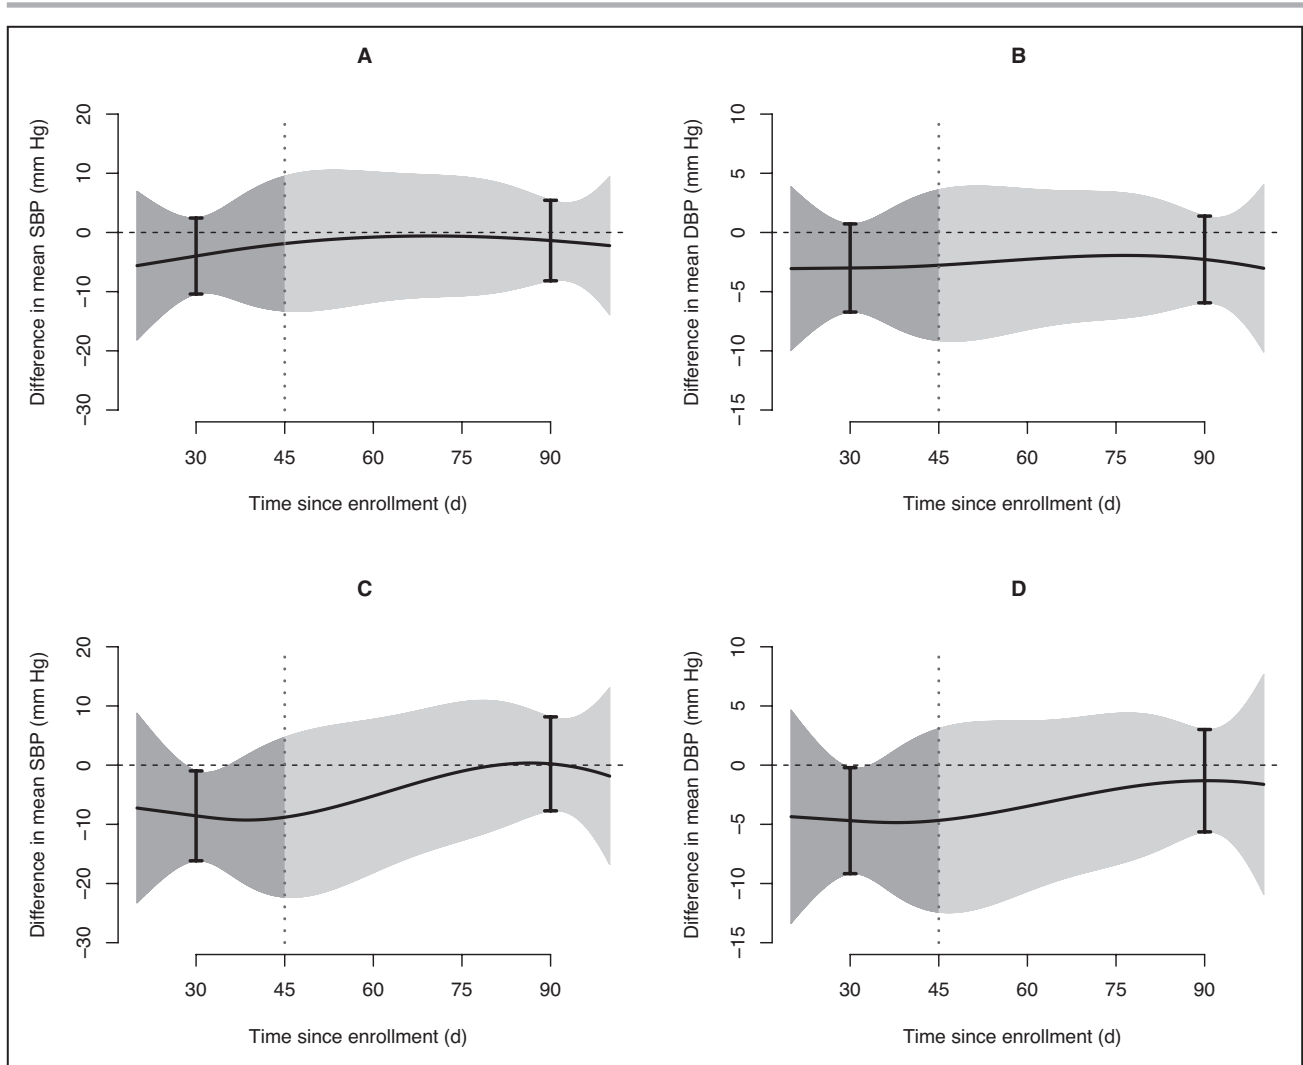 A
Difference in mean SBP (mm Hg)
20
10
0
−10
−20
−30
30 45 60 75 90
Time since enrollment (d)
B
Difference in mean DBP (mm Hg)
10
5
0
−5
−10
−15
30 45 60 75 90
Time since enrollment (d)
C
Difference in mean SBP (mm Hg)
20
10
0
−10
−20
−30
30 45 60 75 90
Time since enrollment (d)
D
Difference in mean DBP (mm Hg)
10
5
0
−5
−10
−15
30 45 60 75 90
Time since enrollment (d)